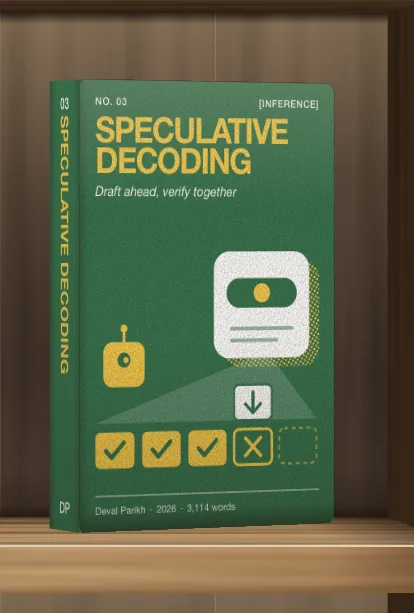 03 SPECULATIVE DECODING
DP
NO. 03
[INFERENCE]
SPECULATIVE
DECODING
Draft ahead, verify together
Deval Parikh · 2026 · 3,114 words